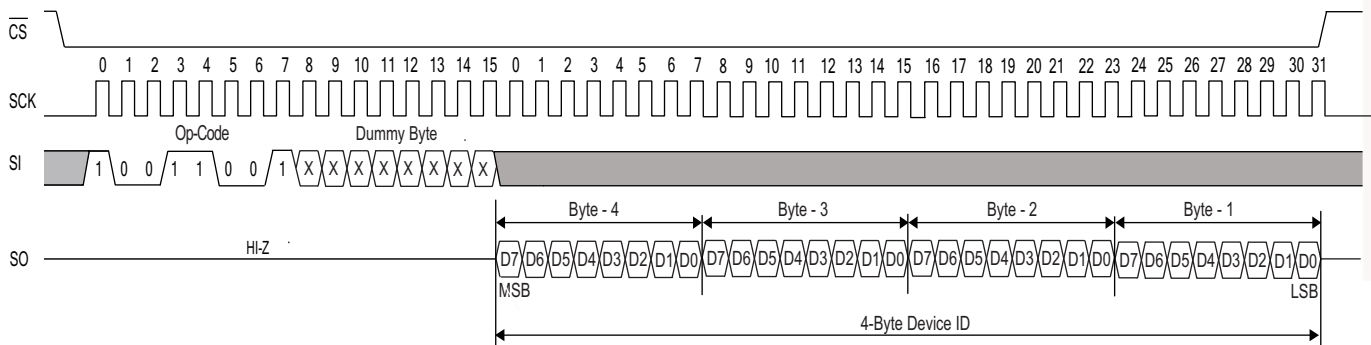 CS
0 1 2 3 4 5 6 7 8 9 10 11 12 13 14 15 0 1 2 3 4 5 6 7 8 9 10 11 12 13 14 15 16 17 18 19 20 21 22 23 24 25 26 27 28 29 30 31
SCK
Op-Code Dummy Byte
SI 1 0 0 1 1 0 0 1 X X X X X X X X
Byte - 4 Byte - 3 Byte - 2 Byte - 1
HI-Z
SO D7 D6 D5 D4 D3 D2 D1 D0 D7 D6 D5 D4 D3 D2 D1 D0 D7 D6 D5 D4 D3 D2 D1 D0 D7 D6 D5 D4 D3 D2 D1 D0
MSB LSB
4-Byte Device ID